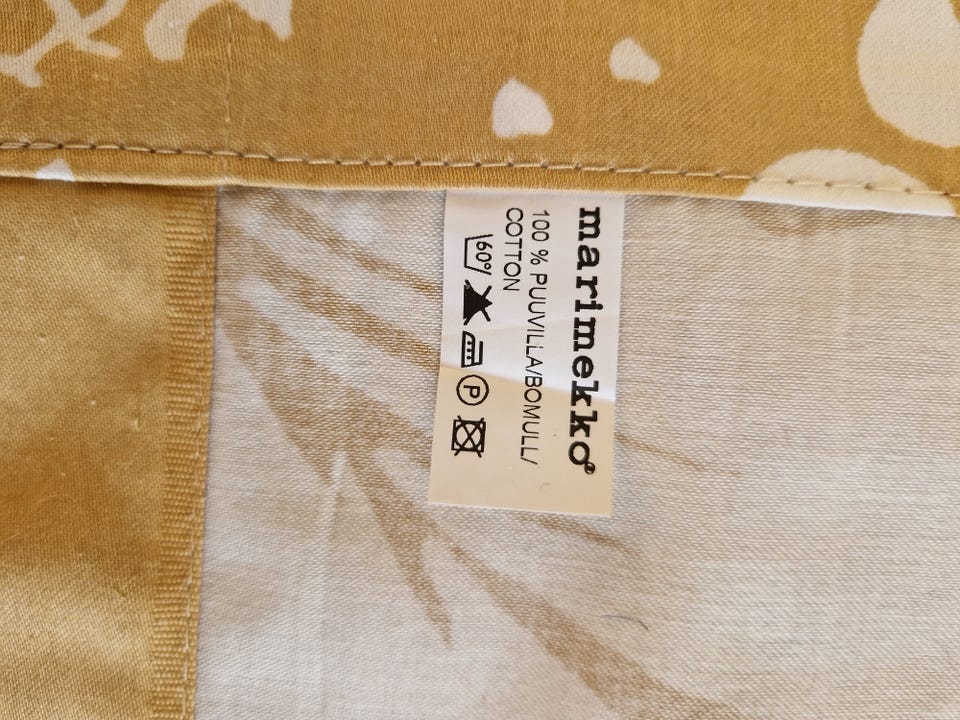 marimekko®
100 % PUUVILLA/BOMULL/
COTTON
60° P